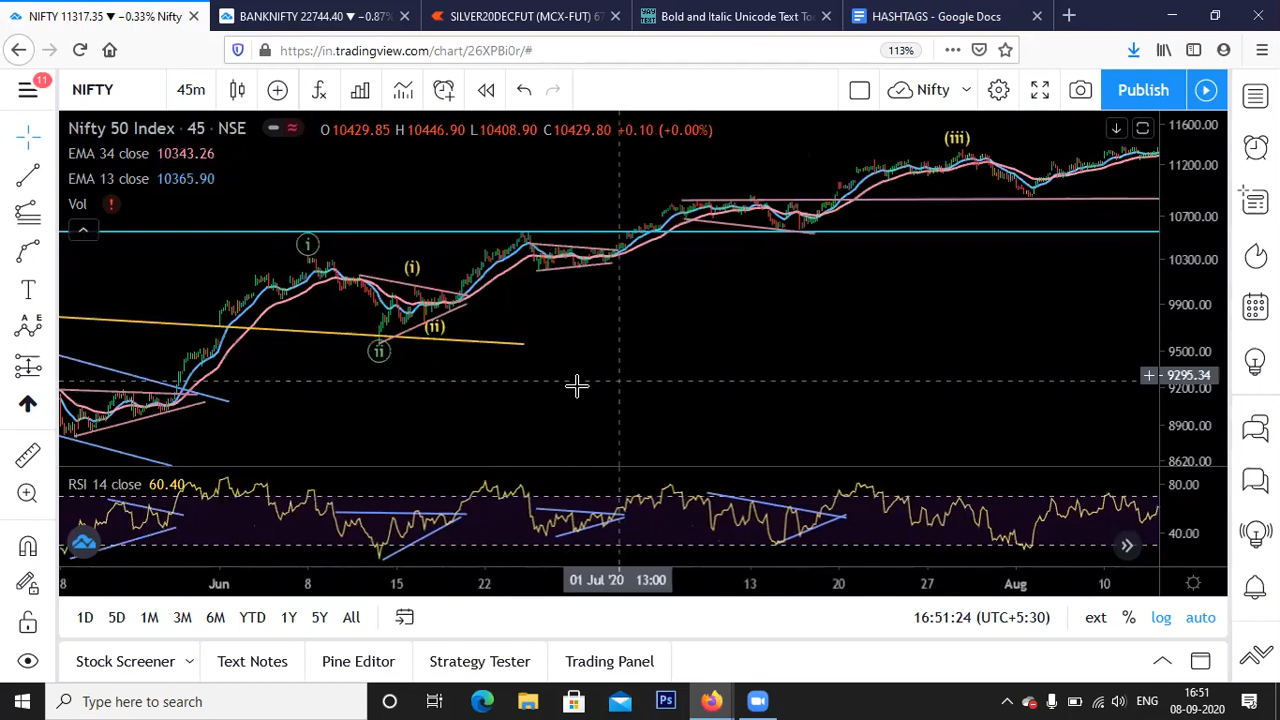 NIFTY 11317.35 ▼ −0.33% Nifty
BANKNIFTY 22744.40 ▼ −0.87%
SILVER20DECFUT (MCX-FUT) 67
Bold and Italic Unicode Text Too
HASHTAGS - Google Docs
https://in.tradingview.com/chart/26XPBi0r/#
113%
11
NIFTY
45m
Nifty
Publish
Nifty 50 Index · 45 · NSE
O10429.85 H10446.90 L10408.90 C10429.80 +0.10 (+0.00%)
EMA 34 close 10343.26
EMA 13 close 10365.90
Vol !
(iii)
i
(i)
(ii)
ii
11600.00
11200.00
10700.00
10300.00
9900.00
9500.00
9295.34
9200.00
8900.00
8620.00
RSI 14 close 60.40
80.00
40.00
8
Jun
8
15
22
01 Jul '20 13:00
13
20
27
Aug
10
1D 5D 1M 3M 6M YTD 1Y 5Y All
16:51:24 (UTC+5:30)
ext % log auto
Stock Screener
Text Notes
Pine Editor
Strategy Tester
Trading Panel
Type here to search
ENG
16:51
08-09-2020